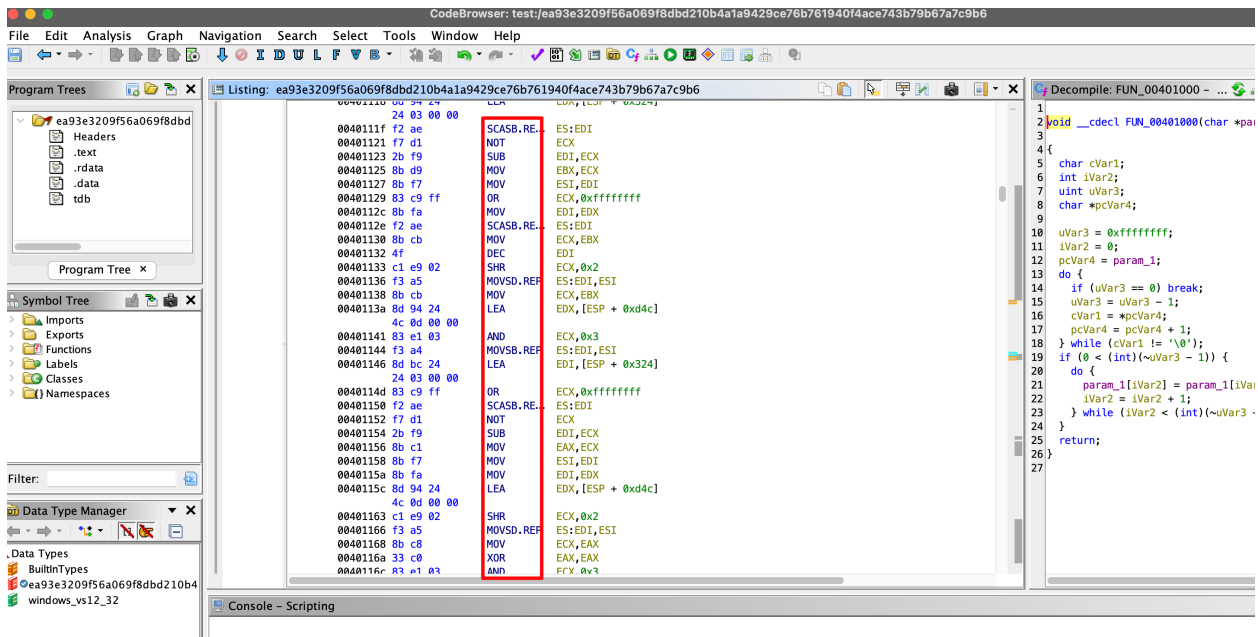 CodeBrowser: test:/ea93e3209f56a069f8dbd210b4a1a9429ce76b761940f4ace743b79b67a7c9b6
File Edit Analysis Graph Navigation Search Select Tools Window Help
I D U L F V B
Program Trees
ea93e3209f56a069f8dbd
Headers
.text
.rdata
.data
tdb
Program Tree ×
Symbol Tree
Imports
Exports
Functions
Labels
Classes
Namespaces
Filter:
Data Type Manager
Data Types
BuiltInTypes
ea93e3209f56a069f8dbd210b4
windows_vs12_32
Listing: ea93e3209f56a069f8dbd210b4a1a9429ce76b761940f4ace743b79b67a7c9b6
00401118 8d 94 24 LEA EDX,[ESP + 0x324]
24 03 00 00
0040111f f2 ae SCASB.RE... ES:EDI
00401121 f7 d1 NOT ECX
00401123 2b f9 SUB EDI,ECX
00401125 8b d9 MOV EBX,ECX
00401127 8b f7 MOV ESI,EDI
00401129 83 c9 ff OR ECX,0xffffffff
0040112c 8b fa MOV EDI,EDX
0040112e f2 ae SCASB.RE... ES:EDI
00401130 8b cb MOV ECX,EBX
00401132 4f DEC EDI
00401133 c1 e9 02 SHR ECX,0x2
00401136 f3 a5 MOVSD.REP ES:EDI,ESI
00401138 8b cb MOV ECX,EBX
0040113a 8d 94 24 LEA EDX,[ESP + 0xd4c]
4c 0d 00 00
00401141 83 e1 03 AND ECX,0x3
00401144 f3 a4 MOVSB.REP ES:EDI,ESI
00401146 8d bc 24 LEA EDI,[ESP + 0x324]
24 03 00 00
0040114d 83 c9 ff OR ECX,0xffffffff
00401150 f2 ae SCASB.RE... ES:EDI
00401152 f7 d1 NOT ECX
00401154 2b f9 SUB EDI,ECX
00401156 8b c1 MOV EAX,ECX
00401158 8b f7 MOV ESI,EDI
0040115a 8b fa MOV EDI,EDX
0040115c 8d 94 24 LEA EDX,[ESP + 0xd4c]
4c 0d 00 00
00401163 c1 e9 02 SHR ECX,0x2
00401166 f3 a5 MOVSD.REP ES:EDI,ESI
00401168 8b c8 MOV ECX,EAX
0040116a 33 c0 XOR EAX,EAX
0040116c 83 e1 03 AND ECX,0x3
Decompile: FUN_00401000 - ...
1
2 void __cdecl FUN_00401000(char *par
3
4 {
5 char cVar1;
6 int iVar2;
7 uint uVar3;
8 char *pcVar4;
9
10 uVar3 = 0xffffffff;
11 iVar2 = 0;
12 pcVar4 = param_1;
13 do {
14 if (uVar3 == 0) break;
15 uVar3 = uVar3 - 1;
16 cVar1 = *pcVar4;
17 pcVar4 = pcVar4 + 1;
18 } while (cVar1 != '\0');
19 if (0 < (int)(~uVar3 - 1)) {
20 do {
21 param_1[iVar2] = param_1[iVar
22 iVar2 = iVar2 + 1;
23 } while (iVar2 < (int)(~uVar3 -
24 }
25 return;
26 }
27
Console - Scripting